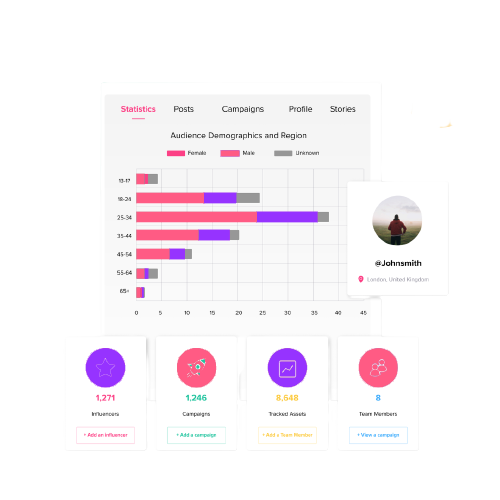 Statistics Posts Campaigns Profile Stories
Audience Demographics and Region
Female Male Unknown
13-17
18-24
25-34
35-44
45-54
55-64
65+
0 5 10 15 20 25 30 35 40 45
@Johnsmith
London, United Kingdom
1,271 1,246 8,648 8
Influencers Campaigns Tracked Assets Team Members
+ Add an Influencer + Add a campaign + Add a Team Member + View a campaign